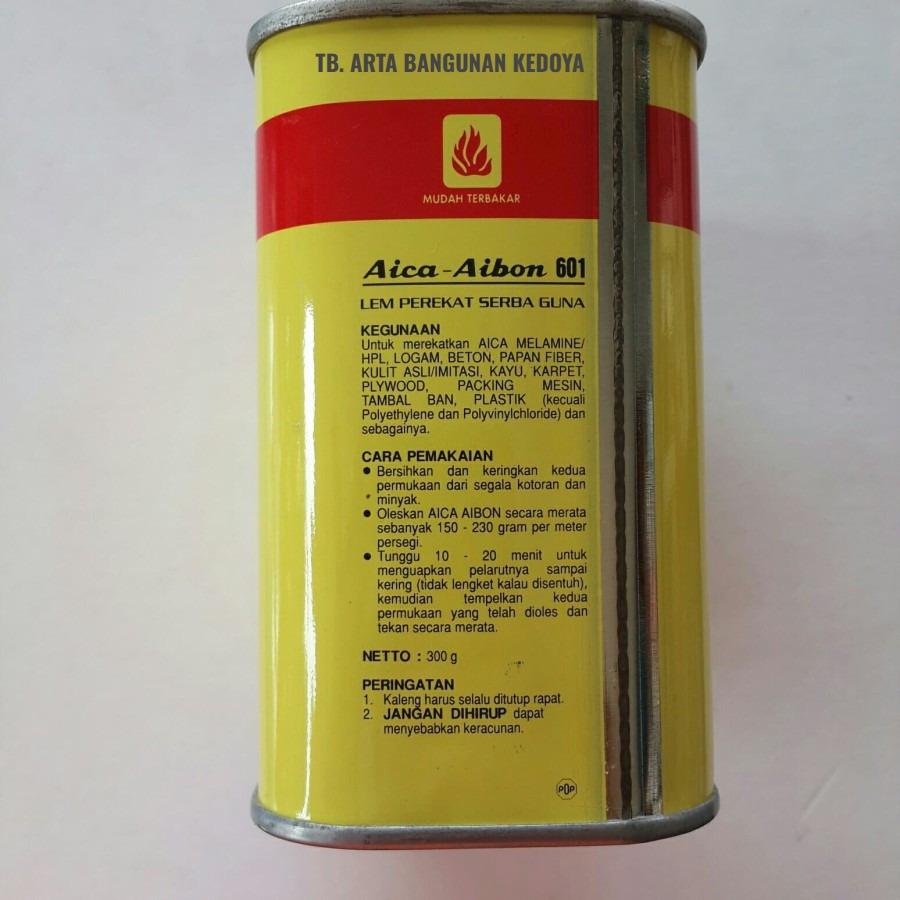 TB. ARTA BANGUNAN KEDOYA
MUDAH TERBAKAR
Aica-Aibon 601
LEM PEREKAT SERBA GUNA
KEGUNAAN
Untuk merekatkan AICA MELAMINE/
HPL, LOGAM, BETON, PAPAN FIBER,
KULIT ASLI/IMITASI, KAYU, KARPET,
PLYWOOD, PACKING MESIN,
TAMBAL BAN, PLASTIK (kecuali
Polyethylene dan Polyvinylchloride) dan
sebagainya.
CARA PEMAKAIAN
● Bersihkan dan keringkan kedua
permukaan dari segala kotoran dan
minyak.
● Oleskan AICA AIBON secara merata
sebanyak 150 - 230 gram per meter
persegi.
● Tunggu 10 - 20 menit untuk
menguapkan pelarutnya sampai
kering (tidak lengket kalau disentuh),
kemudian tempelkan kedua
permukaan yang telah dioles dan
tekan secara merata.
NETTO : 300 g
PERINGATAN
1. Kaleng harus selalu ditutup rapat.
2. JANGAN DIHIRUP dapat
menyebabkan keracunan.
POP